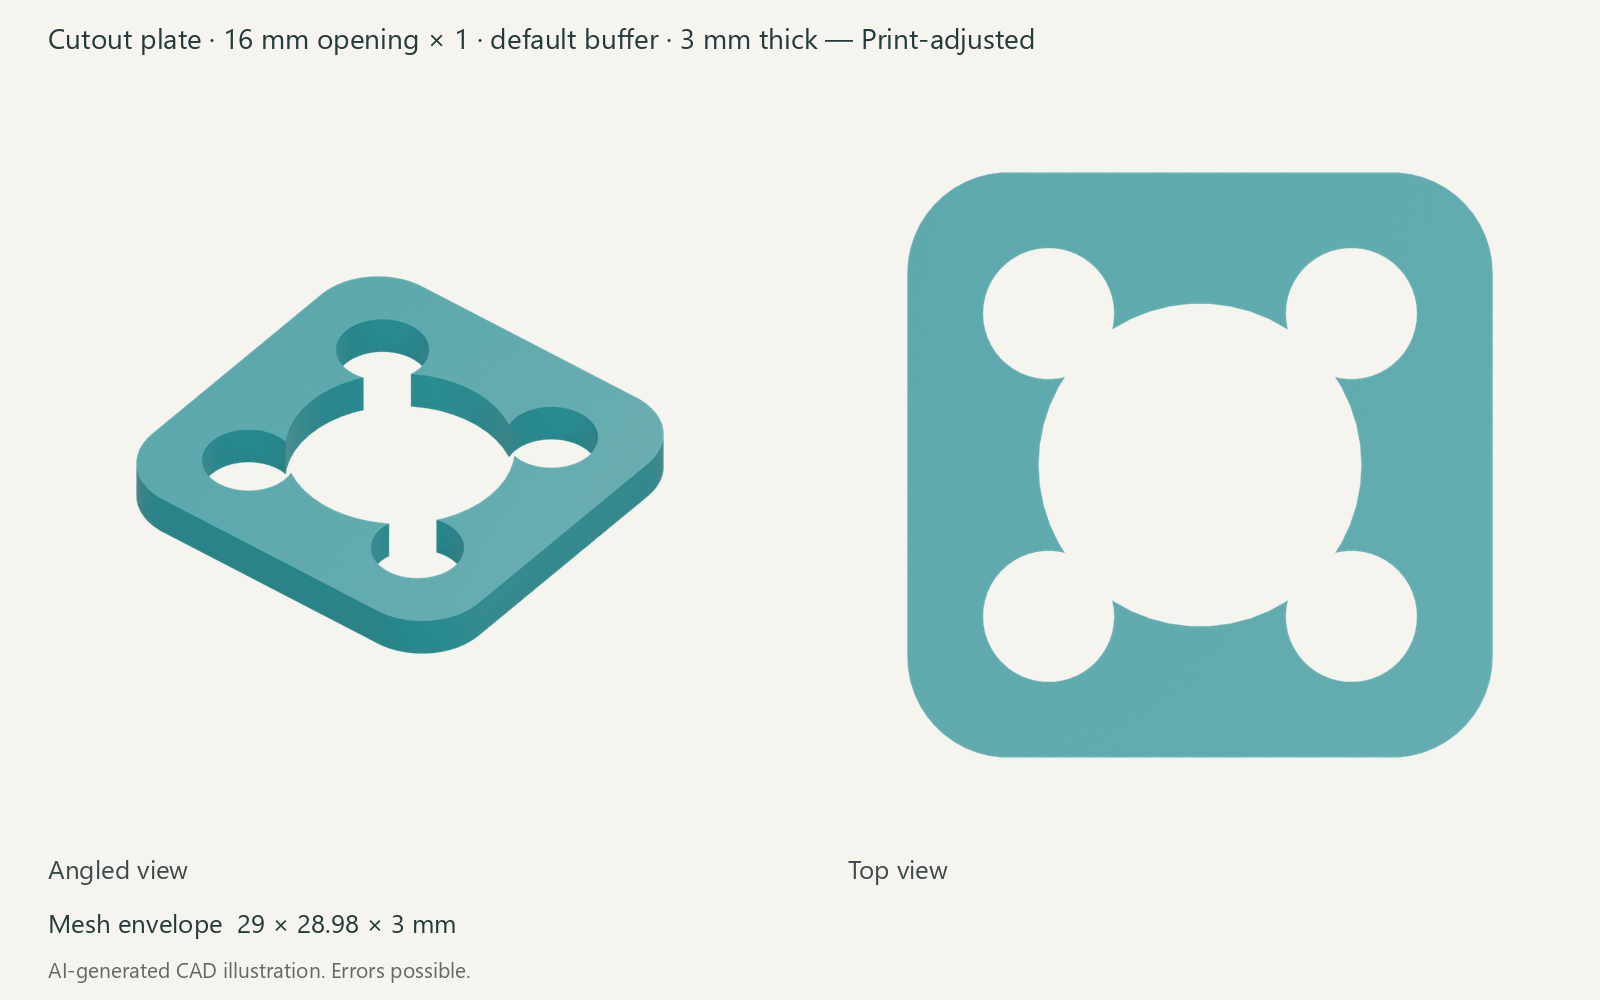 Cutout plate · 16 mm opening × 1 · default buffer · 3 mm thick — Print-adjusted
Angled view
Top view
Mesh envelope 29 × 28.98 × 3 mm
AI-generated CAD illustration. Errors possible.